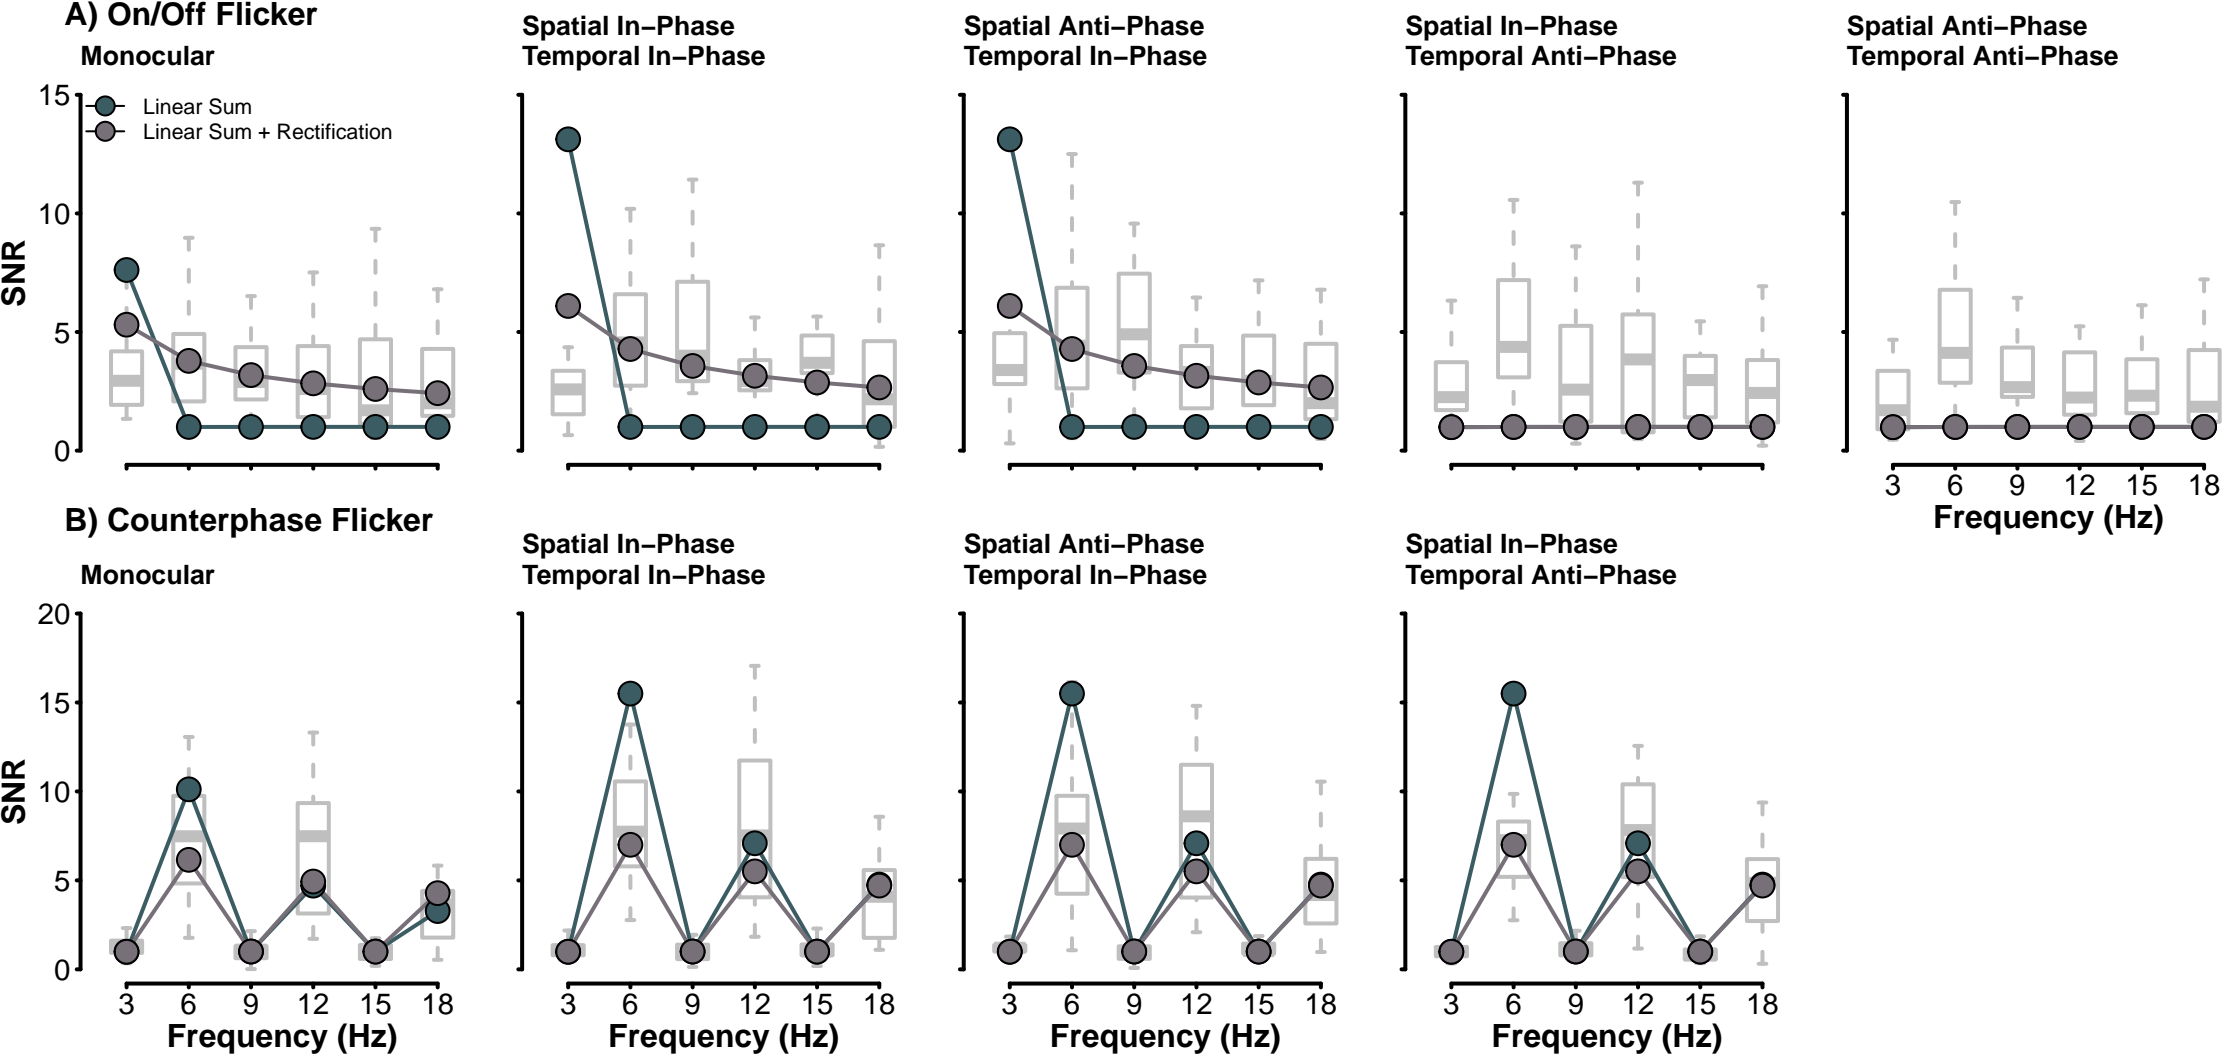 A) On/Off Flicker
Monocular
Spatial In–Phase
Temporal In–Phase
Spatial Anti–Phase
Temporal In–Phase
Spatial In–Phase
Temporal Anti–Phase
Spatial Anti–Phase
Temporal Anti–Phase
Linear Sum
Linear Sum + Rectification
SNR
15
10
5
0
3 6 9 12 15 18
Frequency (Hz)
B) Counterphase Flicker
Monocular
Spatial In–Phase
Temporal In–Phase
Spatial Anti–Phase
Temporal In–Phase
Spatial In–Phase
Temporal Anti–Phase
SNR
20
15
10
5
0
3 6 9 12 15 18
Frequency (Hz)
3 6 9 12 15 18
Frequency (Hz)
3 6 9 12 15 18
Frequency (Hz)
3 6 9 12 15 18
Frequency (Hz)